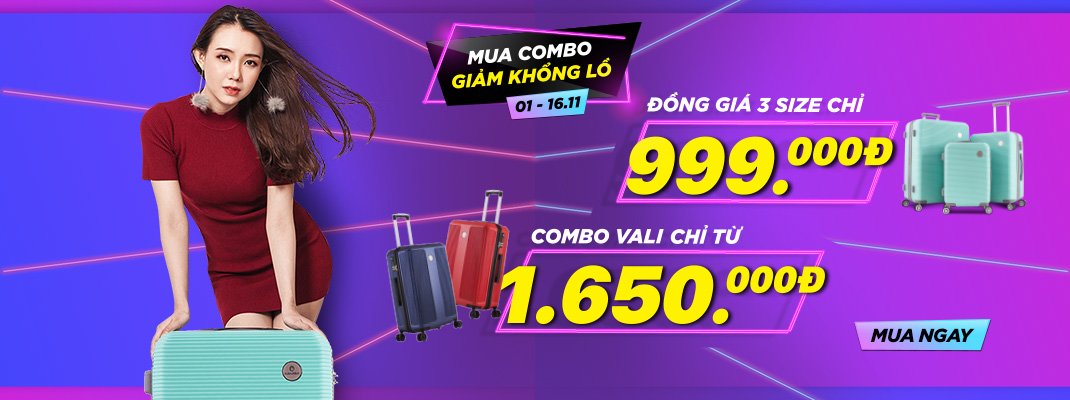 MUA COMBO
GIẢM KHỔNG LỒ
01 - 16.11
ĐỒNG GIÁ 3 SIZE CHỈ
999.000Đ
COMBO VALI CHỈ TỪ
1.650.000Đ
MUA NGAY